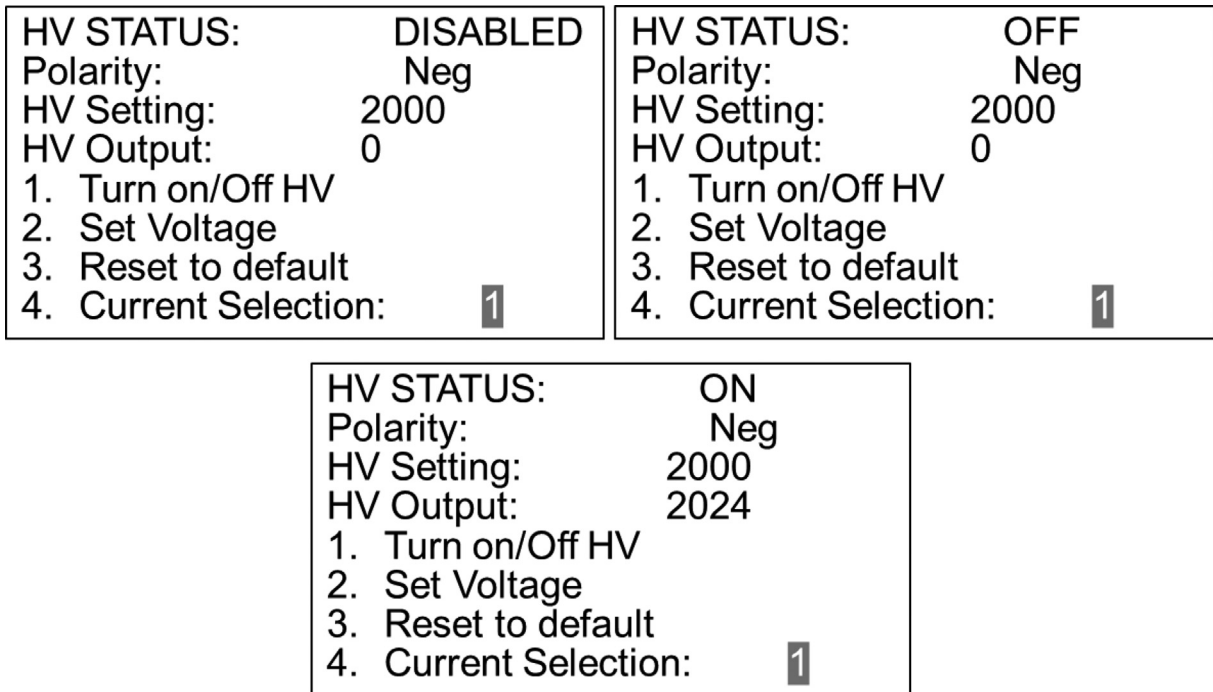 HV STATUS: DISABLED
Polarity: Neg
HV Setting: 2000
HV Output: 0
1. Turn on/Off HV
2. Set Voltage
3. Reset to default
4. Current Selection: 1
HV STATUS: OFF
Polarity: Neg
HV Setting: 2000
HV Output: 0
1. Turn on/Off HV
2. Set Voltage
3. Reset to default
4. Current Selection: 1
HV STATUS: ON
Polarity: Neg
HV Setting: 2000
HV Output: 2024
1. Turn on/Off HV
2. Set Voltage
3. Reset to default
4. Current Selection: 1